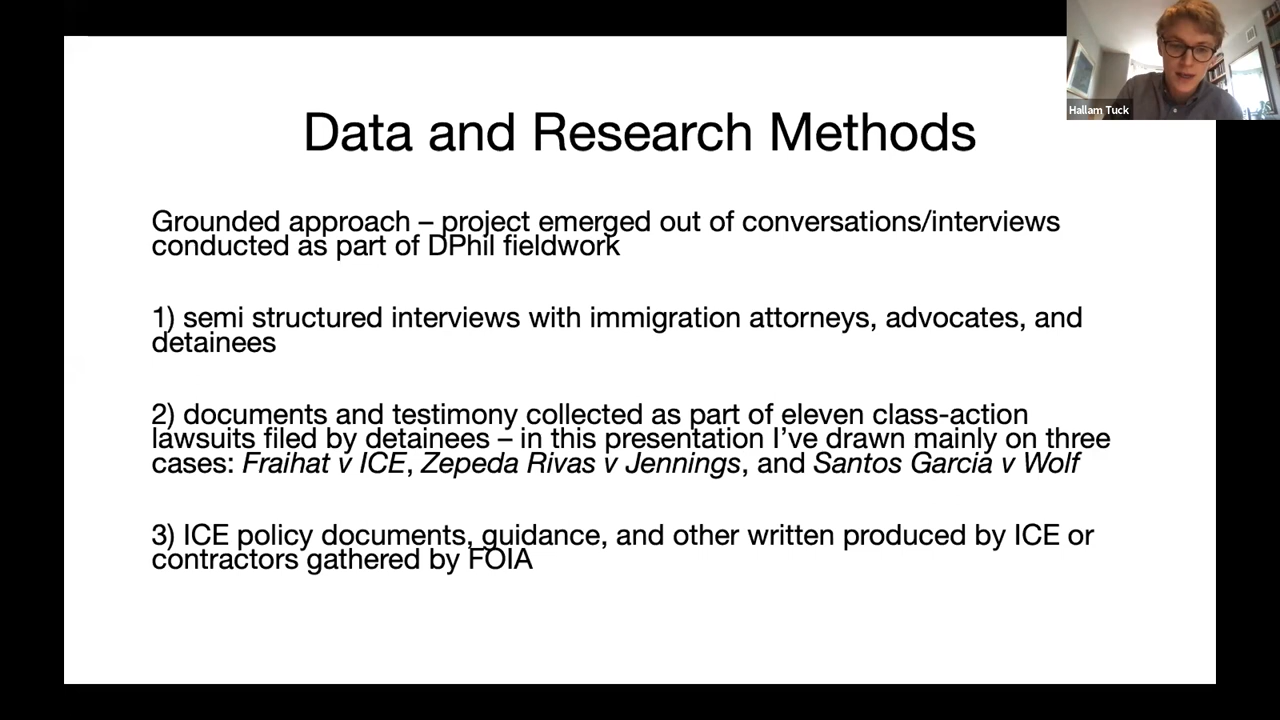 Data and Research Methods
Hallam Tuck
Grounded approach – project emerged out of conversations/interviews
conducted as part of DPhil fieldwork
1) semi structured interviews with immigration attorneys, advocates, and
detainees
2) documents and testimony collected as part of eleven class-action
lawsuits filed by detainees – in this presentation I’ve drawn mainly on three
cases: Fraihat v ICE, Zepeda Rivas v Jennings, and Santos Garcia v Wolf
3) ICE policy documents, guidance, and other written produced by ICE or
contractors gathered by FOIA